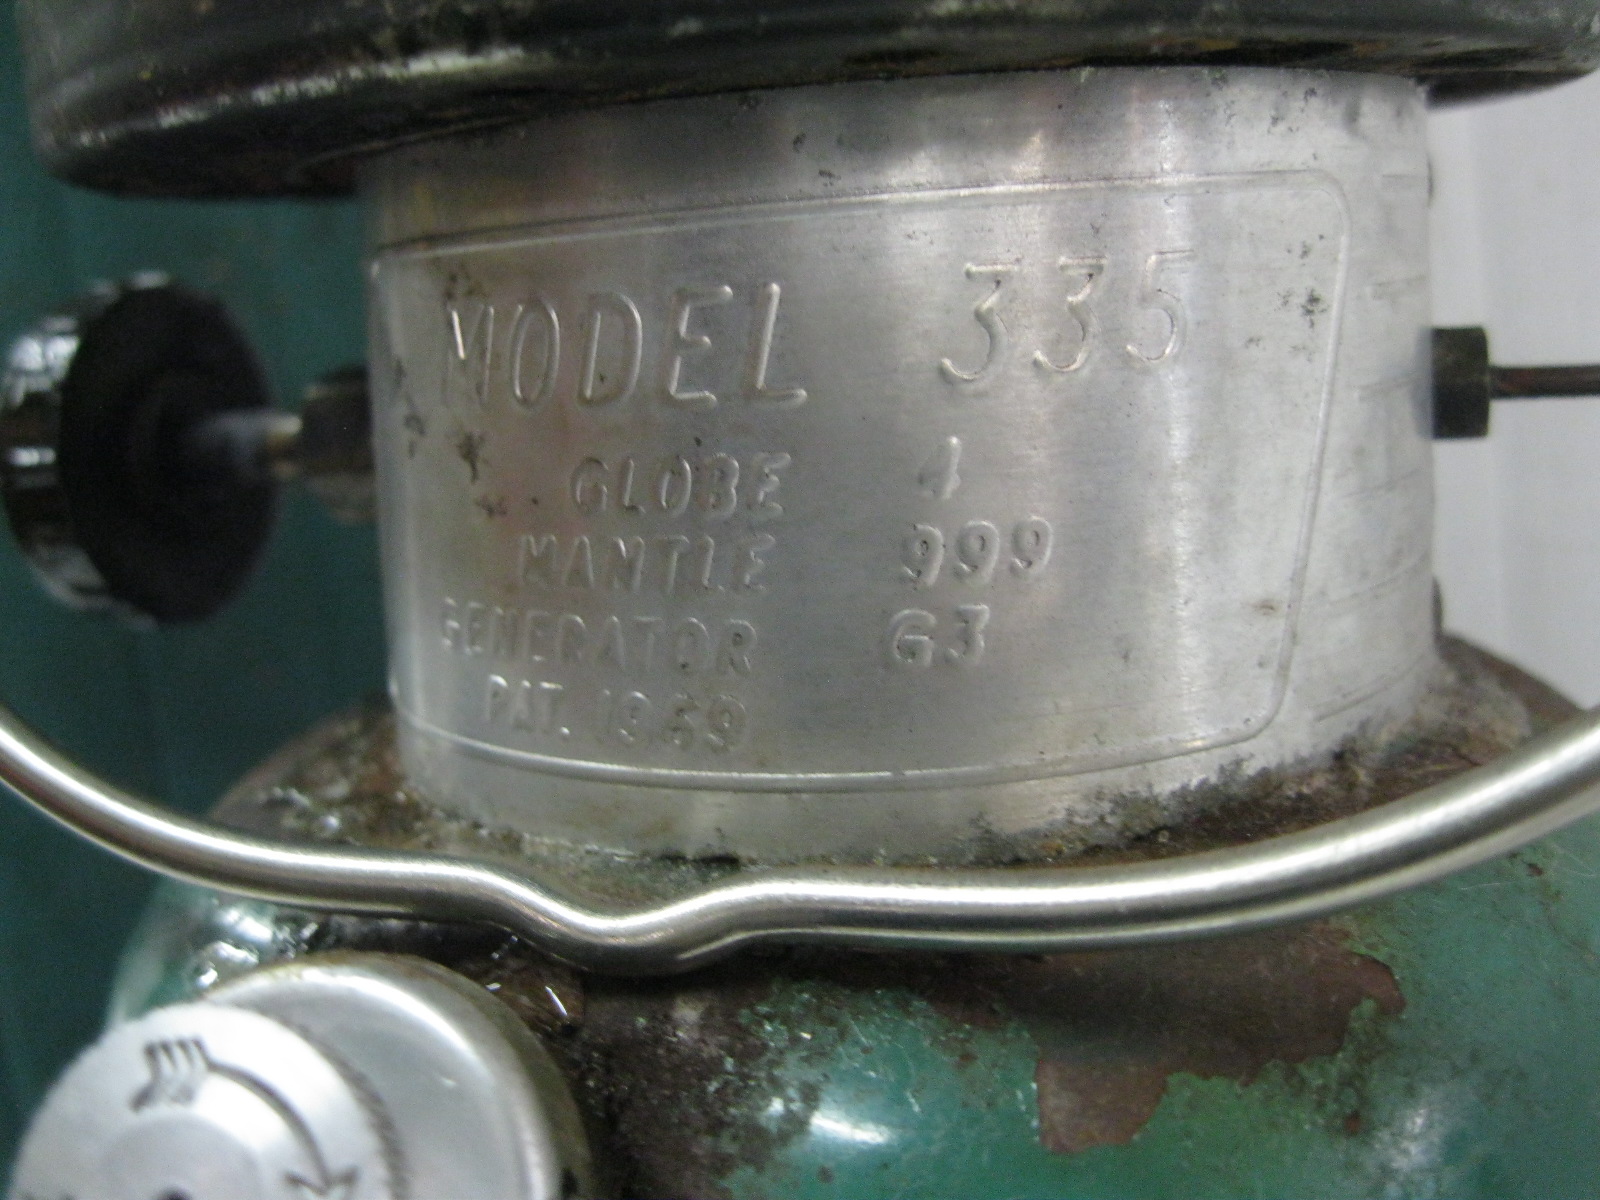 MODEL 335
GLOBE 4
MANTLE 999
GENERATOR G3
PAT. 1969